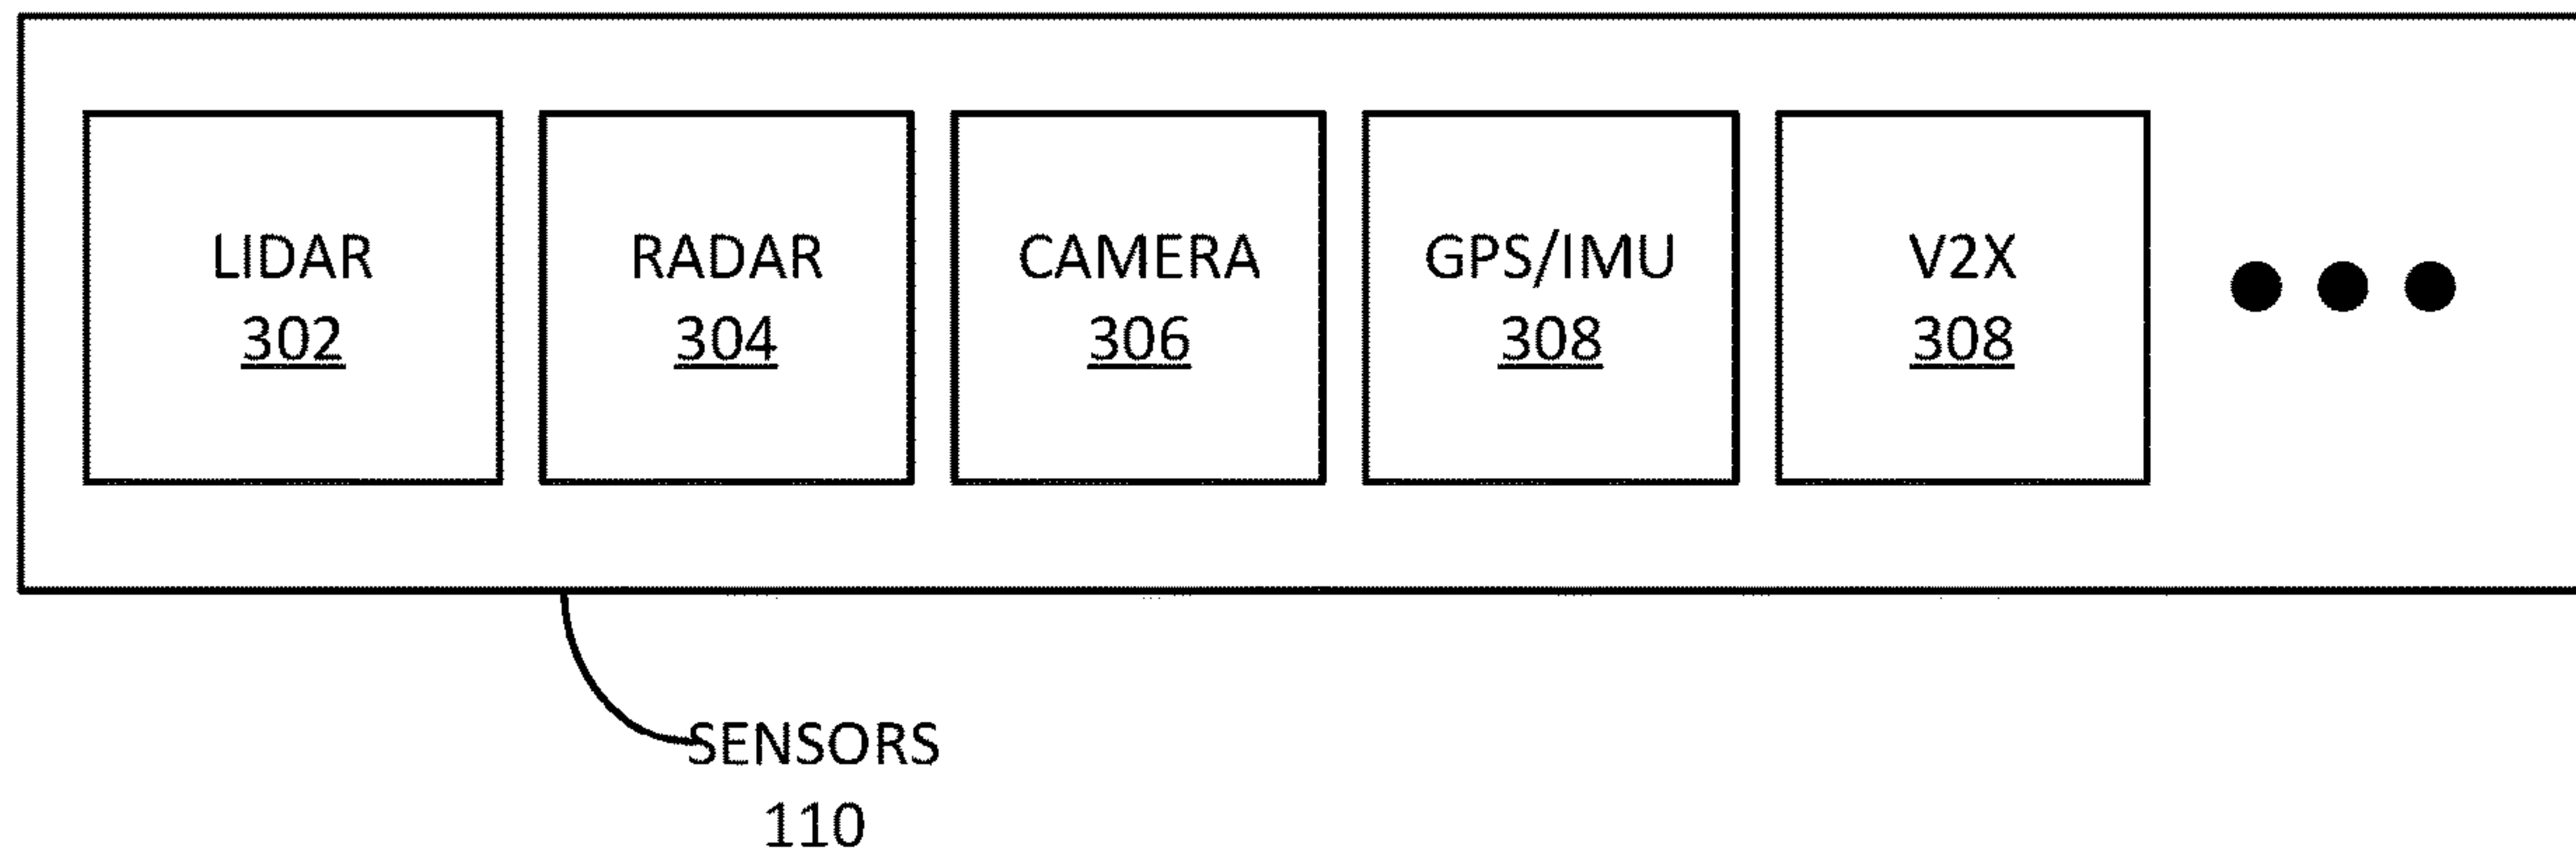 LIDAR
302
RADAR
304
CAMERA
306
GPS/IMU
308
V2X
308
SENSORS
110